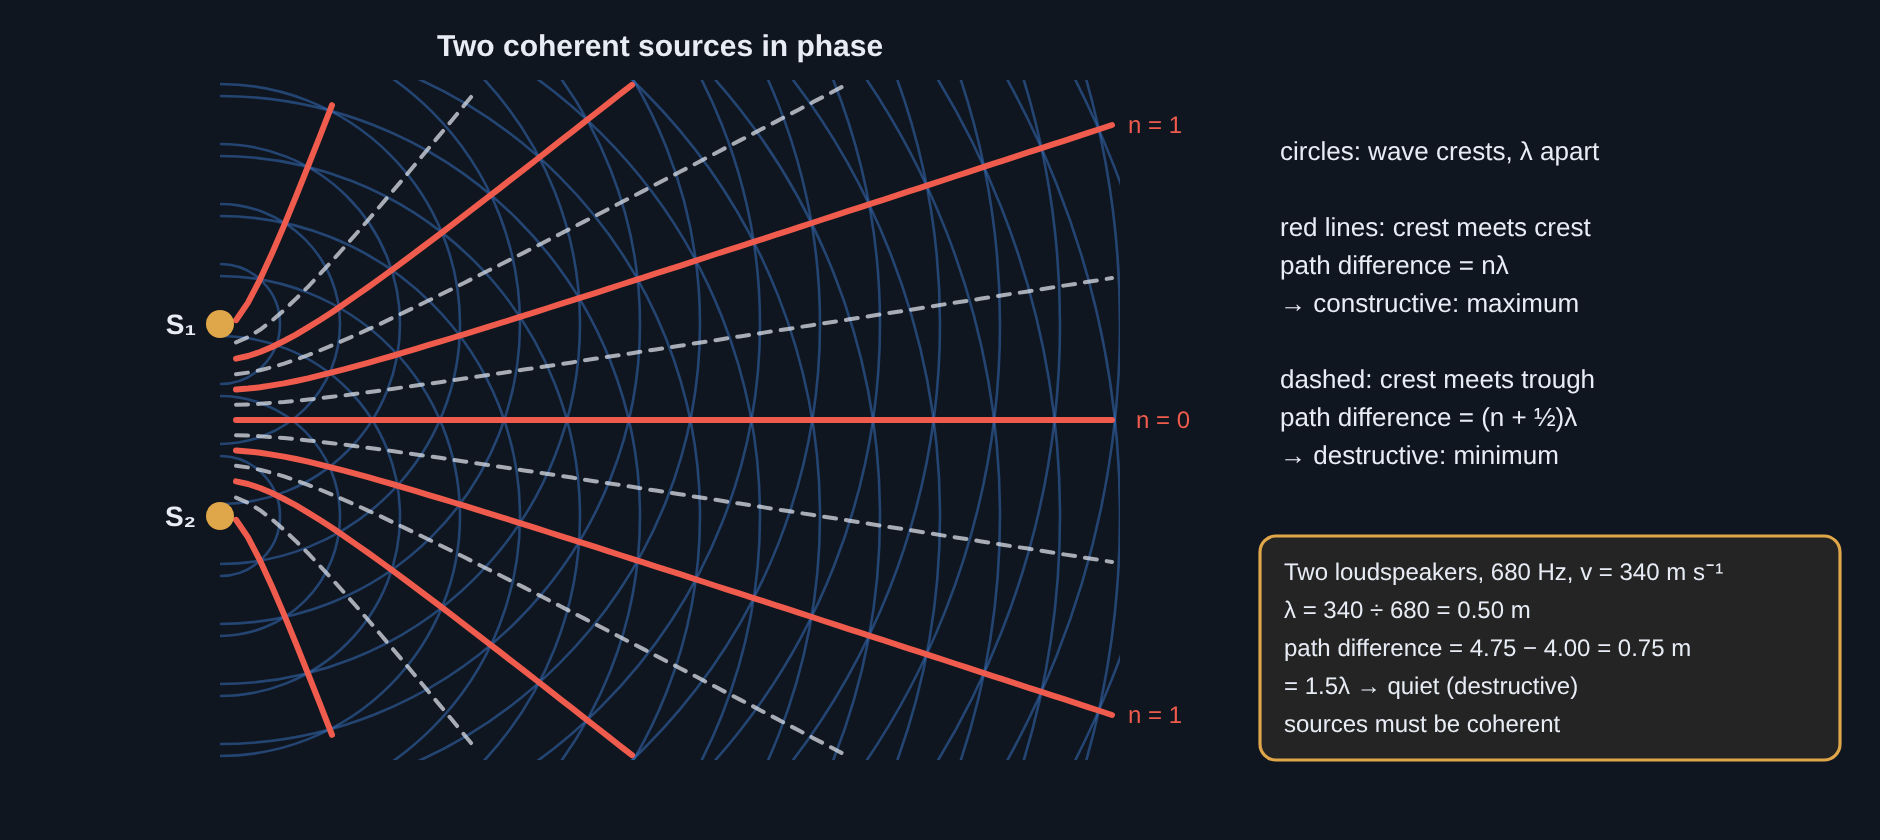 Two coherent sources in phase
n = 1
circles: wave crests, λ apart
red lines: crest meets crest
path difference = nλ
→ constructive: maximum
S₁
dashed: crest meets trough
path difference = (n + ½)λ
→ destructive: minimum
n = 0
S₂
Two loudspeakers, 680 Hz, v = 340 m s⁻¹
λ = 340 ÷ 680 = 0.50 m
path difference = 4.75 − 4.00 = 0.75 m
= 1.5λ → quiet (destructive)
sources must be coherent
n = 1